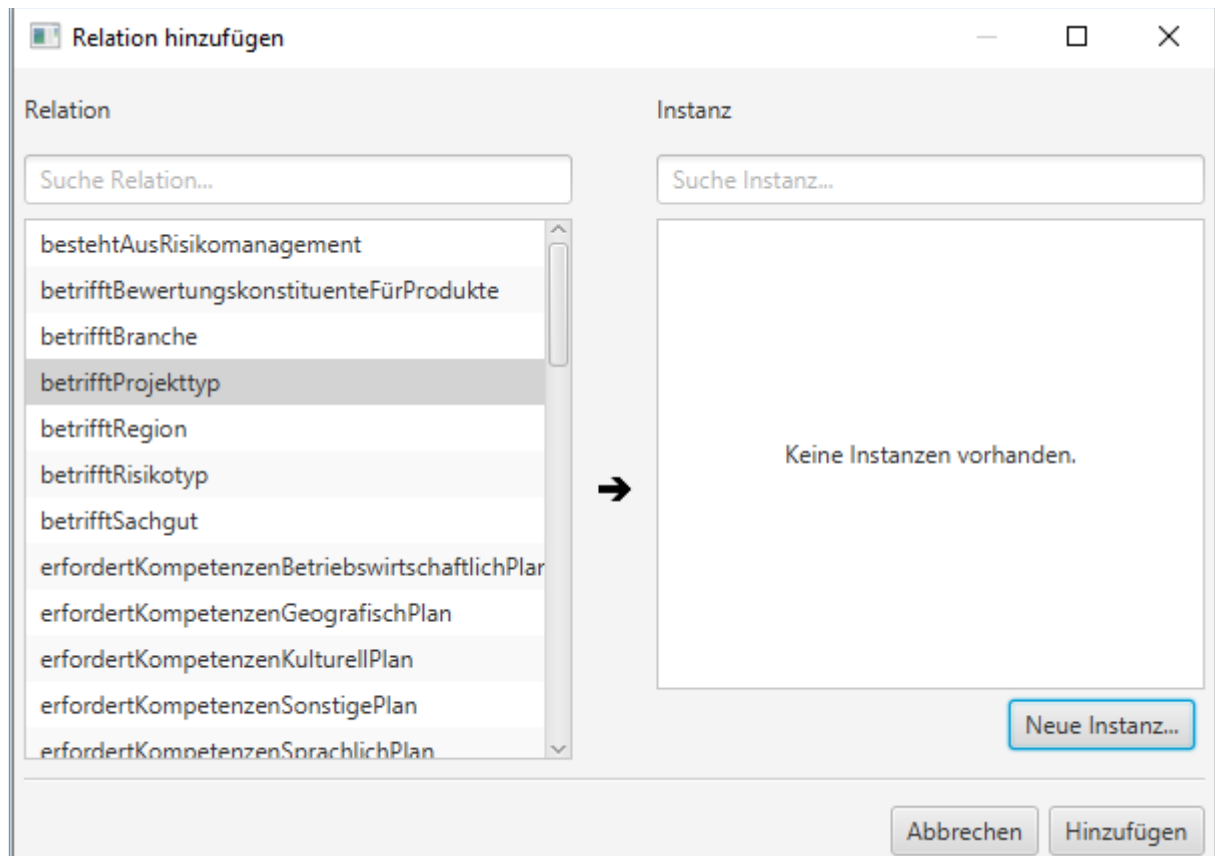 Relation hinzufügen
Relation
Suche Relation...
bestehtAusRisikomanagement
betrifftBewertungskonstituenteFürProdukte
betrifftBranche
betrifftProjekttyp
betrifftRegion
betrifftRisikotyp
betrifftSachgut
erfordertKompetenzenBetriebswirtschaftlichPlan
erfordertKompetenzenGeografischPlan
erfordertKompetenzenKulturellPlan
erfordertKompetenzenSonstigePlan
erfordertKompetenzenSprachlichPlan
Instanz
Suche Instanz...
Keine Instanzen vorhanden.
Neue Instanz...
Abbrechen
Hinzufügen